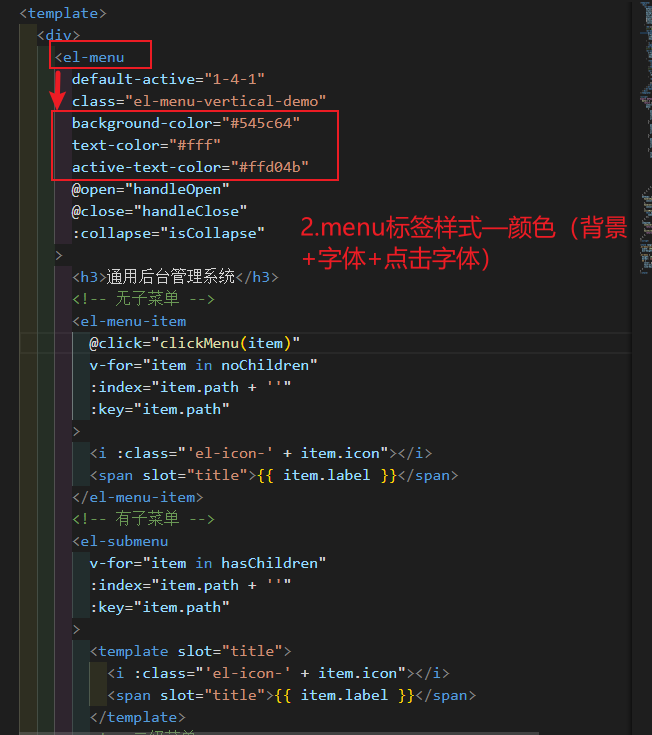 <template>
<div>
<el-menu
default-active="1-4-1"
class="el-menu-vertical-demo"
background-color="#545c64"
text-color="#fff"
active-text-color="#ffd04b"
@open="handleOpen"
@close="handleClose"
:collapse="isCollapse"
>
2.menu标签样式—颜色（背景
+字体+点击字体）
<h3>通用后台管理系统</h3>
<!-- 无子菜单 -->
<el-menu-item
@click="clickMenu(item)"
v-for="item in noChildren"
:index="item.path + ''"
:key="item.path"
>
<i :class="'el-icon-' + item.icon"></i>
<span slot="title">{{ item.label }}</span>
</el-menu-item>
<!-- 有子菜单 -->
<el-submenu
v-for="item in hasChildren"
:index="item.path + ''"
:key="item.path"
>
<template slot="title">
<i :class="'el-icon-' + item.icon"></i>
<span slot="title">{{ item.label }}</span>
</template>